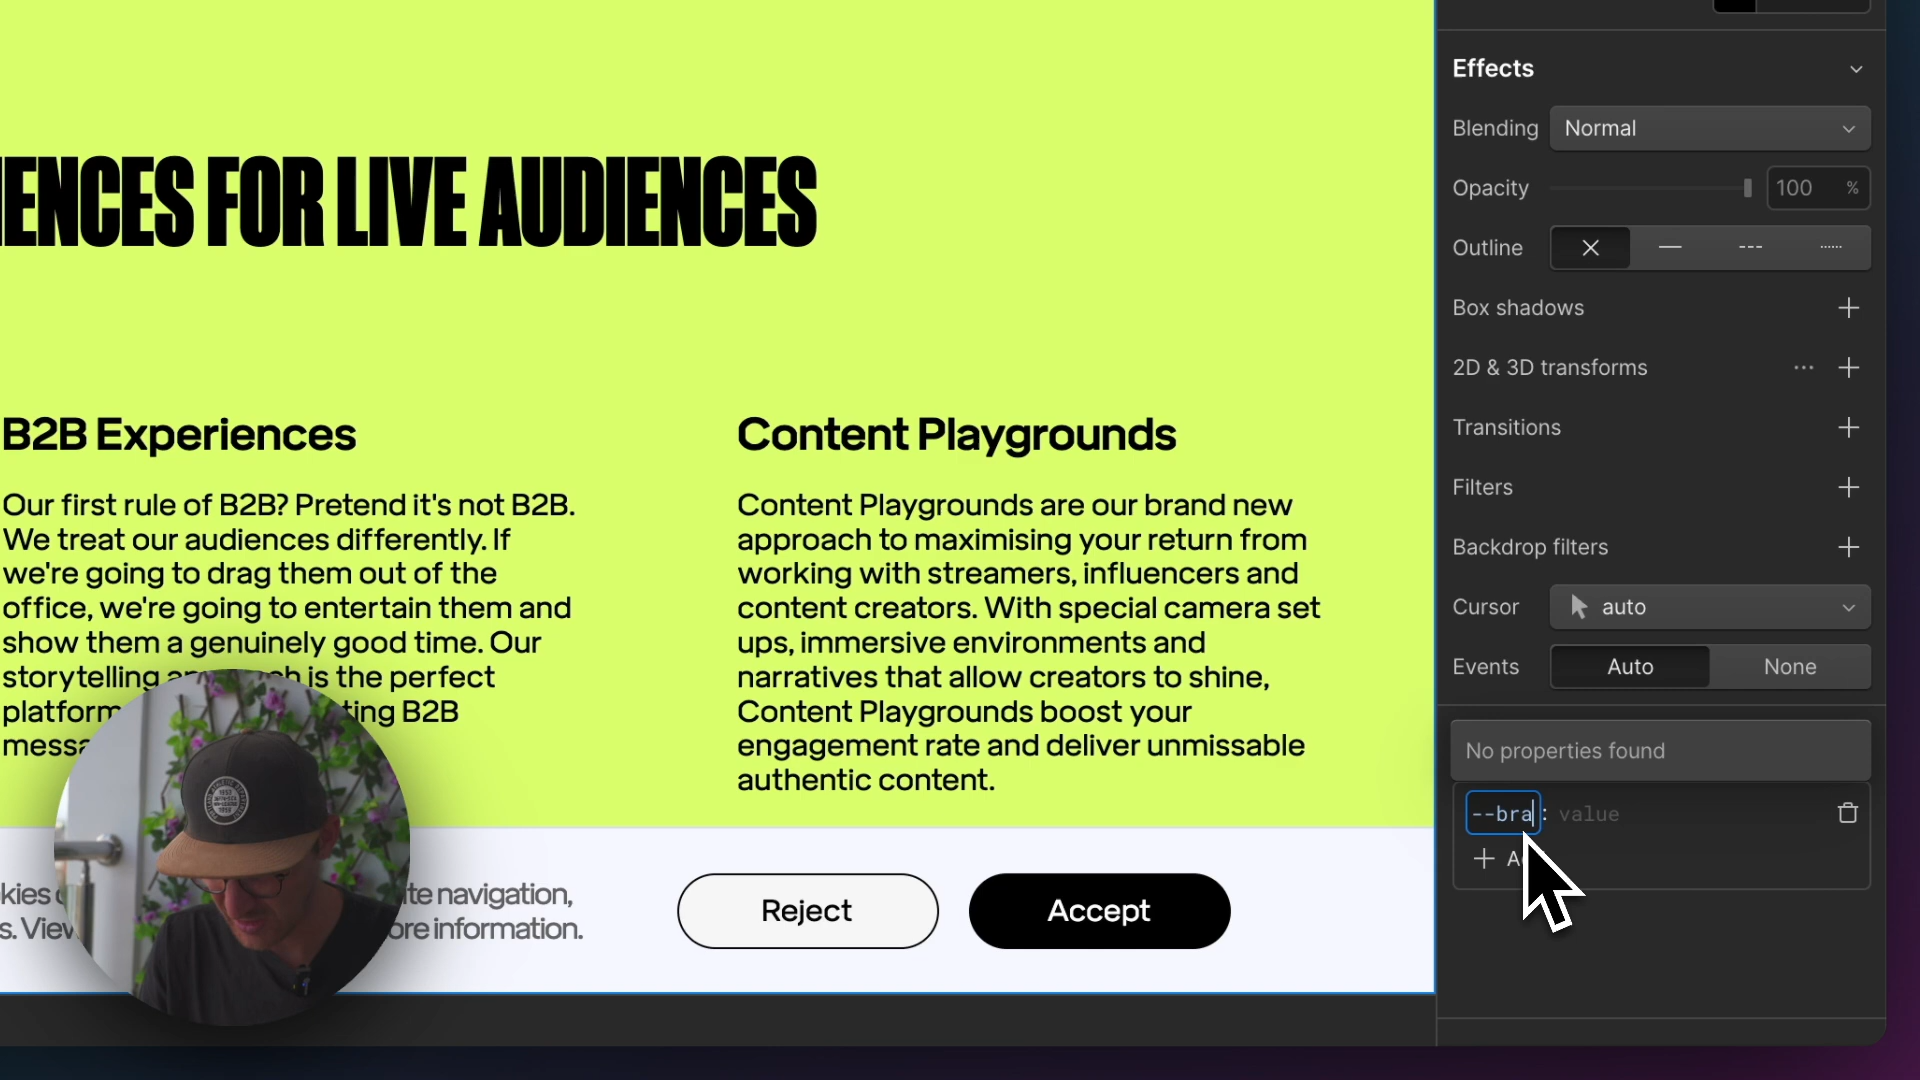 IENCES FOR LIVE AUDIENCES
B2B Experiences
Our first rule of B2B? Pretend it's not B2B.
We treat our audiences differently. If
we're going to drag them out of the
office, we're going to entertain them and
show them a genuinely good time. Our
storytelling is the perfect
platform ting B2B
messa
Content Playgrounds
Content Playgrounds are our brand new
approach to maximising your return from
working with streamers, influencers and
content creators. With special camera set
ups, immersive environments and
narratives that allow creators to shine,
Content Playgrounds boost your
engagement rate and deliver unmissable
authentic content.
kies te navigation,
s. View ore information.
Reject
Accept
Effects
Blending Normal
Opacity 100 %
Outline
Box shadows
2D & 3D transforms
Transitions
Filters
Backdrop filters
Cursor auto
Events Auto None
No properties found
--bra: value